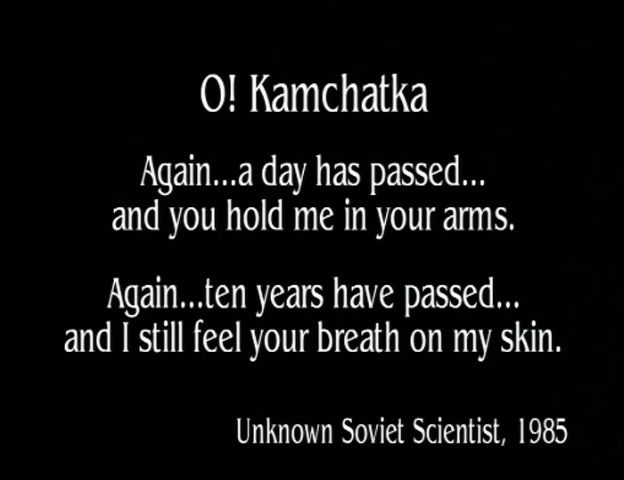 O! Kamchatka
Again...a day has passed...
and you hold me in your arms.
Again...ten years have passed...
and I still feel your breath on my skin.
Unknown Soviet Scientist, 1985